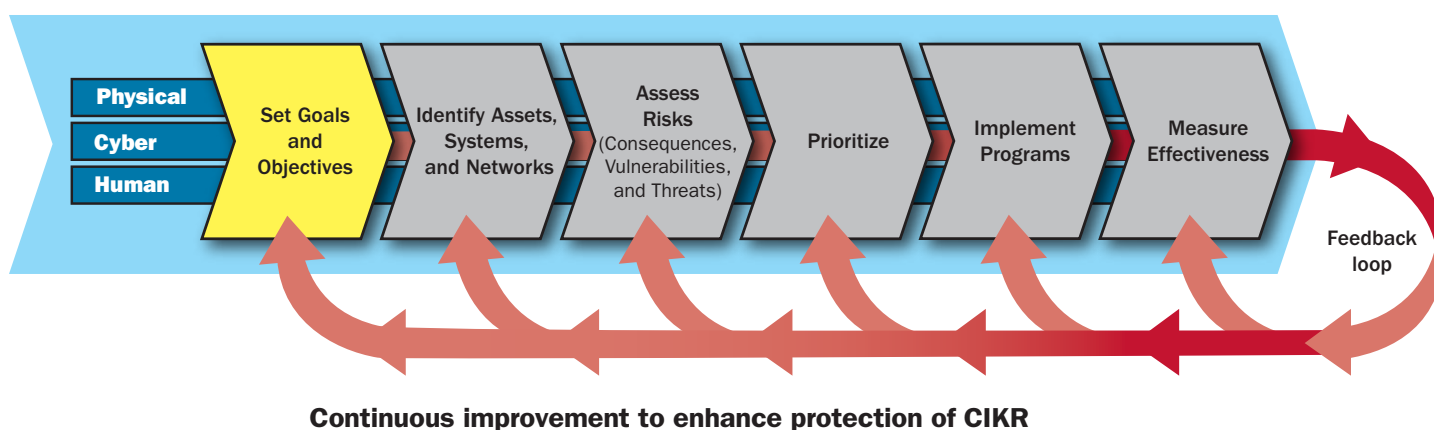 Physical
Cyber
Human
Set Goals
and
Objectives
Identify Assets,
Systems,
and Networks
Assess
Risks
(Consequences,
Vulnerabilities,
and Threats)
Prioritize
Implement
Programs
Measure
Effectiveness
Feedback
loop
Continuous improvement to enhance protection of CIKR